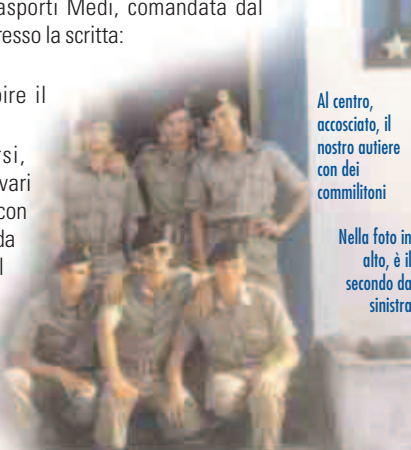 asporti Medi, comandata dal
resso la scritta:
ire il
rsi,
vari
con
da
l
Al centro,
accosciato, il
nostro autiere
con dei
commilitoni
Nella foto in
alto, è il
secondo da
sinistra